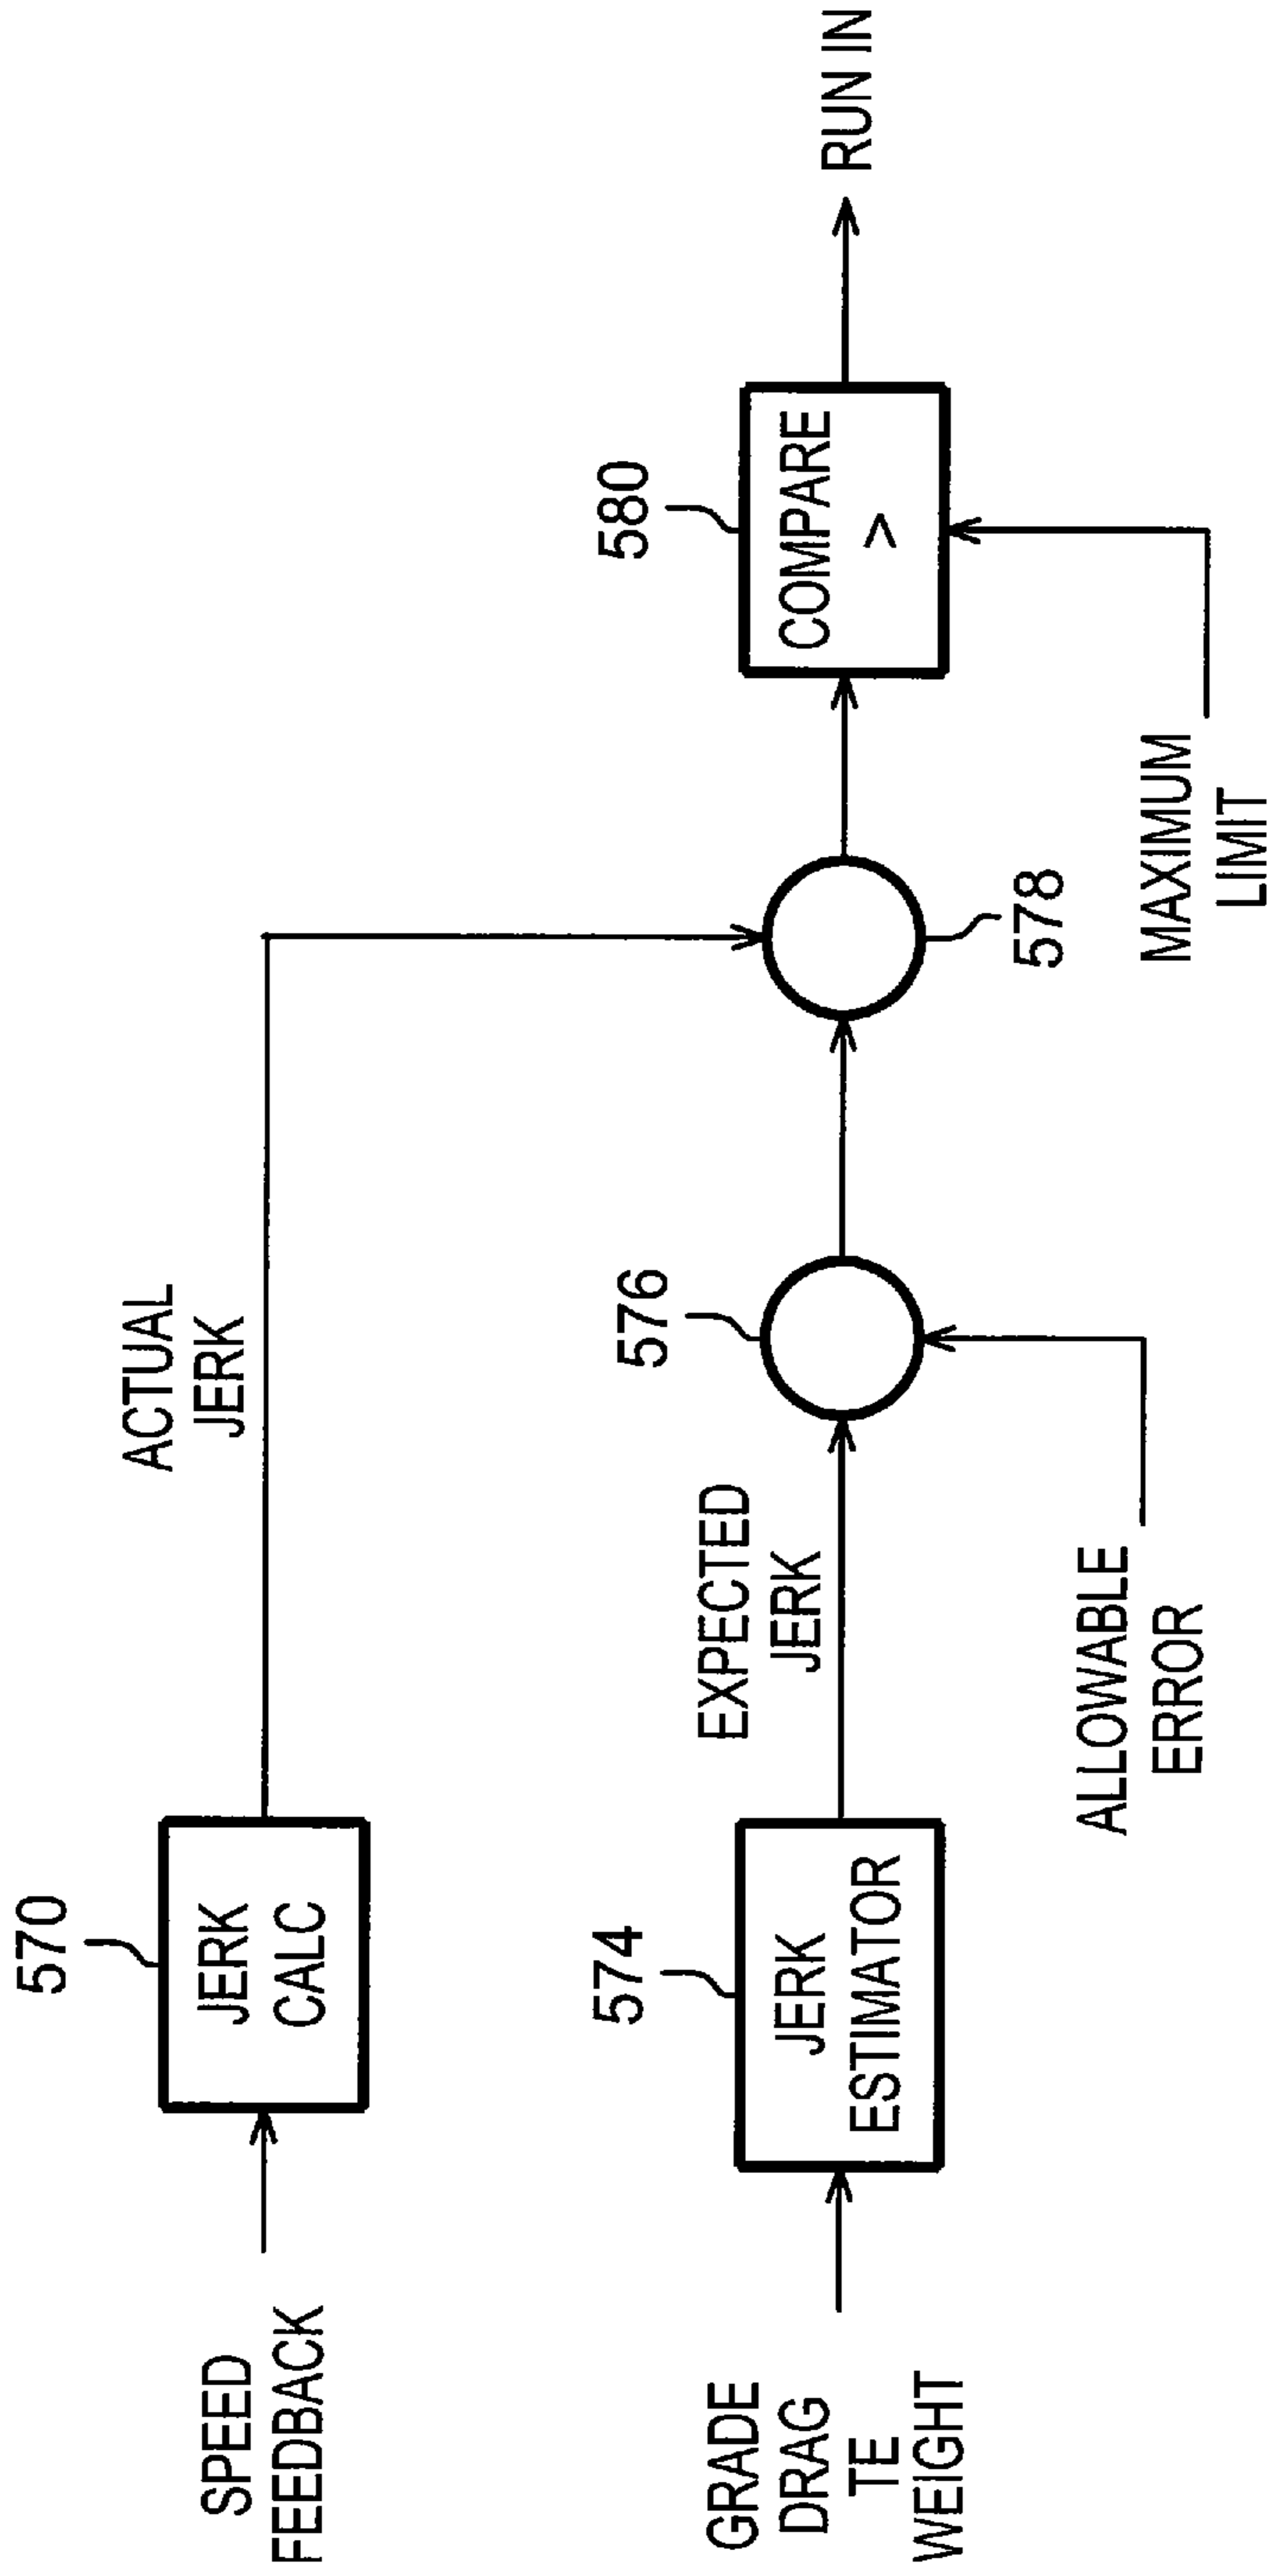 570
SPEED
FEEDBACK
JERK
CALC
ACTUAL
JERK
574
GRADE
DRAG
TE
WEIGHT
JERK
ESTIMATOR
EXPECTED
JERK
576
ALLOWABLE
ERROR
578
580
COMPARE
>
MAXIMUM
LIMIT
RUN IN